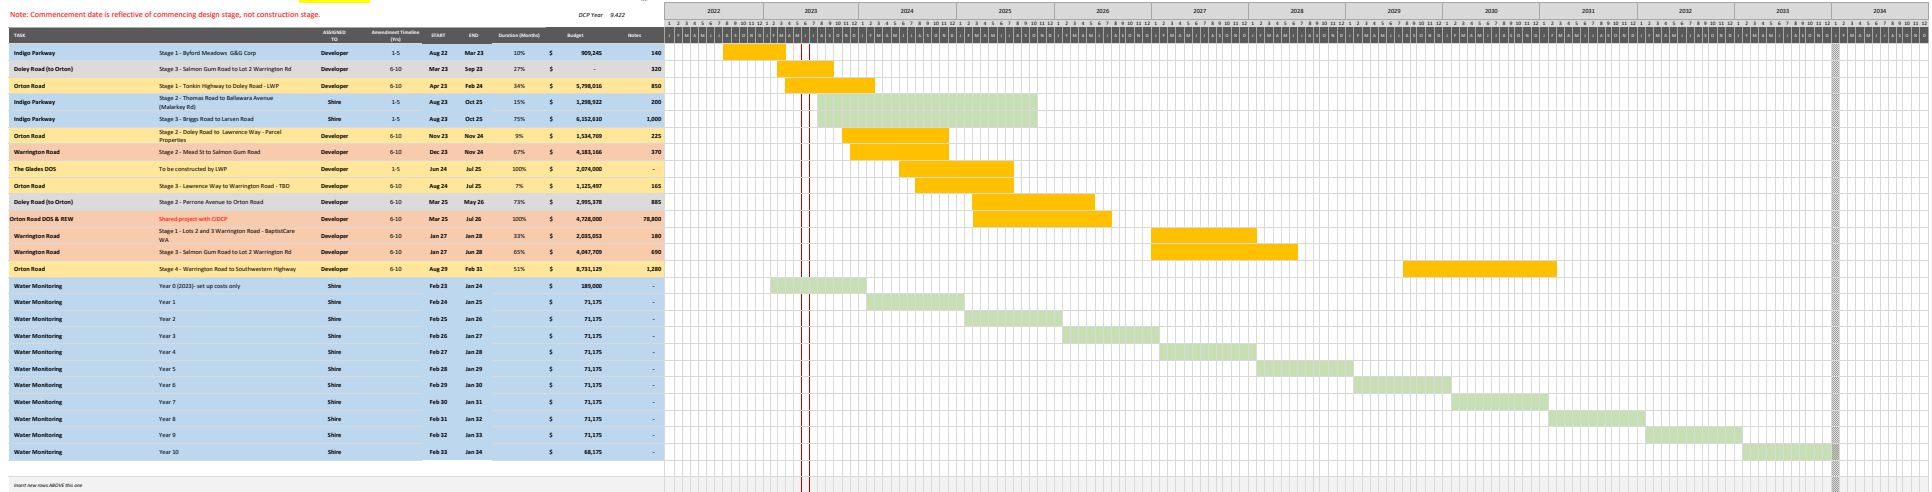 Note: Commencement date is reflective of commencing design stage, not construction stage.
DCP Year 9.422
2022 2023 2024 2025 2026 2027 2028 2029 2030 2031 2032 2033 2034
TASK ASSIGNED TO Amendment Timeline (Yrs) START END Duration (Months) Budget Notes
Indigo Parkway Stage 1 - Byford Meadows G&G Corp Developer 1-5 Aug 22 Mar 23 10% $ 909,245 140
Doley Road (to Orton) Stage 3 - Salmon Gum Road to Lot 2 Warrington Rd Developer 6-10 Mar 23 Sep 23 27% $ - 320
Orton Road Stage 1 - Tonkin Highway to Doley Road - LWP Developer 6-10 Apr 23 Feb 24 34% $ 5,798,016 850
Indigo Parkway Stage 2 - Thomas Road to Ballawara Avenue (Malarkey Rd) Shire 1-5 Aug 23 Oct 25 15% $ 1,298,922 200
Indigo Parkway Stage 3 - Briggs Road to Larsen Road Shire 1-5 Aug 23 Oct 25 75% $ 6,152,610 1,000
Orton Road Stage 2 - Doley Road to Lawrence Way - Parcel Properties Developer 6-10 Nov 23 Nov 24 9% $ 1,534,769 225
Warrington Road Stage 2 - Mead St to Salmon Gum Road Developer 6-10 Dec 23 Nov 24 67% $ 4,183,166 370
The Glades DOS To be constructed by LWP Developer 1-5 Jun 24 Jul 25 100% $ 2,074,000 -
Orton Road Stage 3 - Lawrence Way to Warrington Road - TBD Developer 6-10 Aug 24 Jul 25 7% $ 1,125,497 165
Doley Road (to Orton) Stage 2 - Perrone Avenue to Orton Road Developer 6-10 Mar 25 May 26 73% $ 2,995,378 885
Orton Road DOS & REW Shared project with CIDCP Developer 6-10 Mar 25 Jul 26 100% $ 4,728,000 78,800
Warrington Road Stage 1 - Lots 2 and 3 Warrington Road - BaptistCare WA Developer 6-10 Jan 27 Jan 28 33% $ 2,035,053 180
Warrington Road Stage 3 - Salmon Gum Road to Lot 2 Warrington Rd Developer 6-10 Jan 27 Jun 28 65% $ 4,047,709 690
Orton Road Stage 4 - Warrington Road to Southwestern Highway Developer 6-10 Aug 29 Feb 31 51% $ 8,731,129 1,280
Water Monitoring Year 0 (2023)- set up costs only Shire Feb 23 Jan 24 $ 189,000 -
Water Monitoring Year 1 Shire Feb 24 Jan 25 $ 71,175 -
Water Monitoring Year 2 Shire Feb 25 Jan 26 $ 71,175 -
Water Monitoring Year 3 Shire Feb 26 Jan 27 $ 71,175 -
Water Monitoring Year 4 Shire Feb 27 Jan 28 $ 71,175 -
Water Monitoring Year 5 Shire Feb 28 Jan 29 $ 71,175 -
Water Monitoring Year 6 Shire Feb 29 Jan 30 $ 71,175 -
Water Monitoring Year 7 Shire Feb 30 Jan 31 $ 71,175 -
Water Monitoring Year 8 Shire Feb 31 Jan 32 $ 71,175 -
Water Monitoring Year 9 Shire Feb 32 Jan 33 $ 71,175 -
Water Monitoring Year 10 Shire Feb 33 Jan 34 $ 68,175 -
Insert new rows ABOVE this one